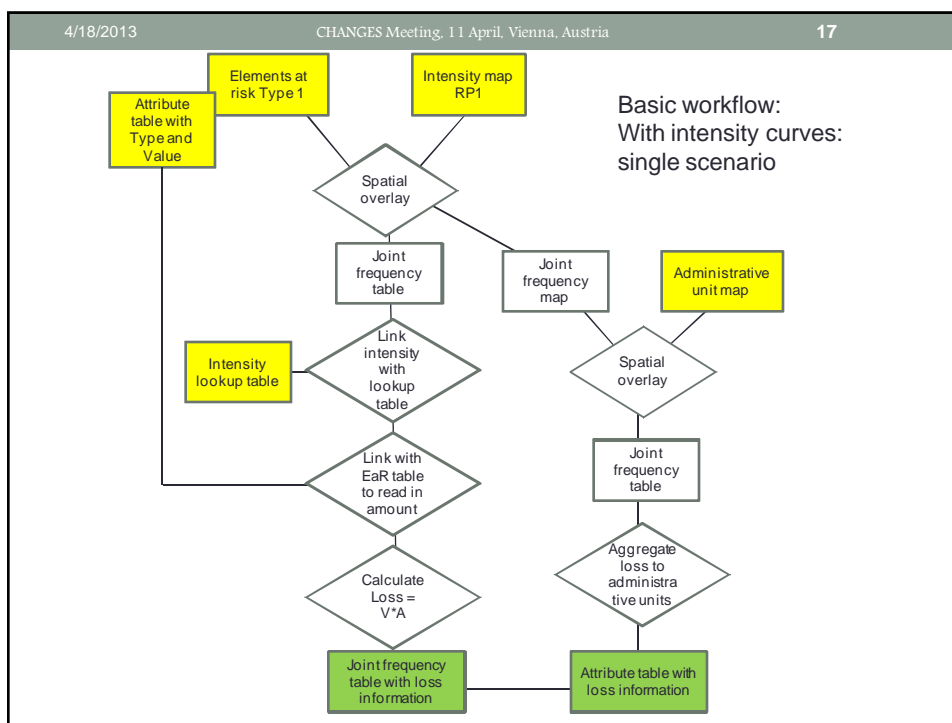 4/18/2013 CHANGES Meeting, 11 April, Vienna, Austria 17
Elements at
risk Type 1
Intensity map
RP1
Attribute
table with
Type and
Value
Basic workflow:
With intensity curves:
single scenario
Spatial
overlay
Joint
frequency
table
Joint
frequency
map
Administrative
unit map
Link
intensity
with
lookup
table
Intensity
lookup table
Spatial
overlay
Link with
EaR table
to read in
amount
Joint
frequency
table
Calculate
Loss =
V*A
Aggregate
loss to
administra
tive units
Joint frequency
table with loss
information
Attribute table with
loss information